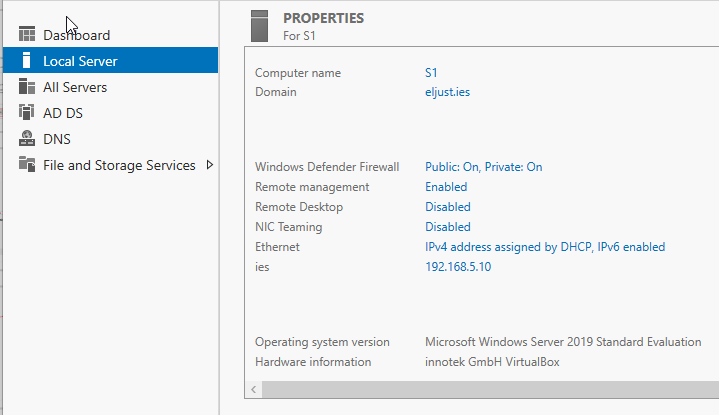 Dashboard
Local Server
All Servers
AD DS
DNS
File and Storage Services
PROPERTIES
For S1
Computer name S1
Domain eljust.ies
Windows Defender Firewall Public: On, Private: On
Remote management Enabled
Remote Desktop Disabled
NIC Teaming Disabled
Ethernet IPv4 address assigned by DHCP, IPv6 enabled
ies 192.168.5.10
Operating system version Microsoft Windows Server 2019 Standard Evaluation
Hardware information innotek GmbH VirtualBox